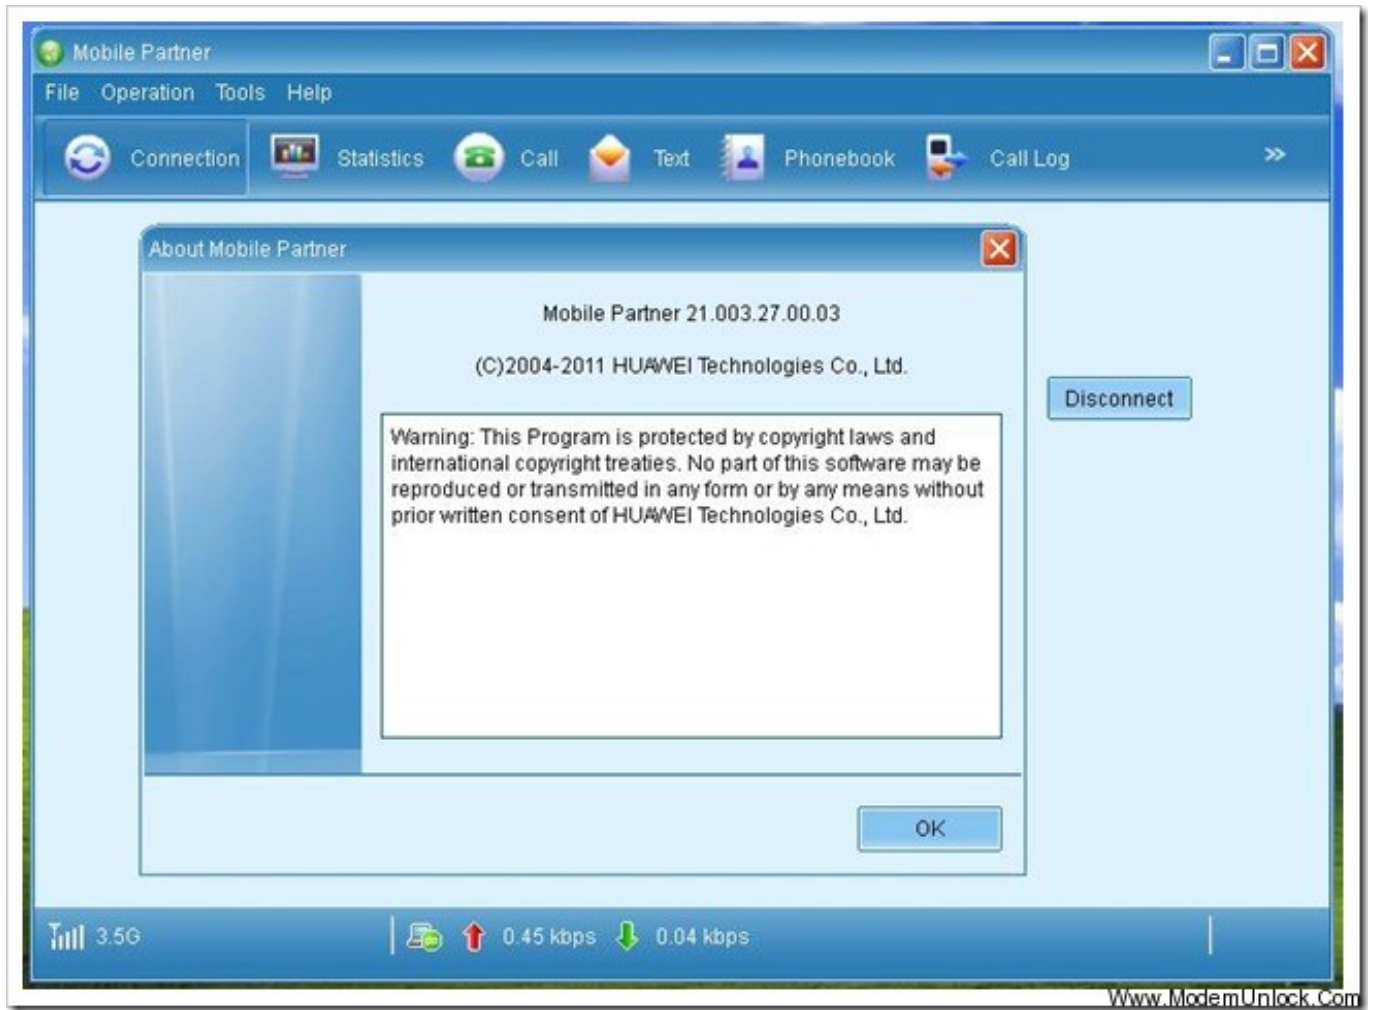 Mobile Partner
File Operation Tools Help
Connection Statistics Call Text Phonebook Call Log
About Mobile Partner
Mobile Partner 21.003.27.00.03
(C)2004-2011 HUAWEI Technologies Co., Ltd.
Disconnect
Warning: This Program is protected by copyright laws and
international copyright treaties. No part of this software may be
reproduced or transmitted in any form or by any means without
prior written consent of HUAWEI Technologies Co., Ltd.
OK
3.5G 0.45 kbps 0.04 kbps
Www.ModemUnlock.Com